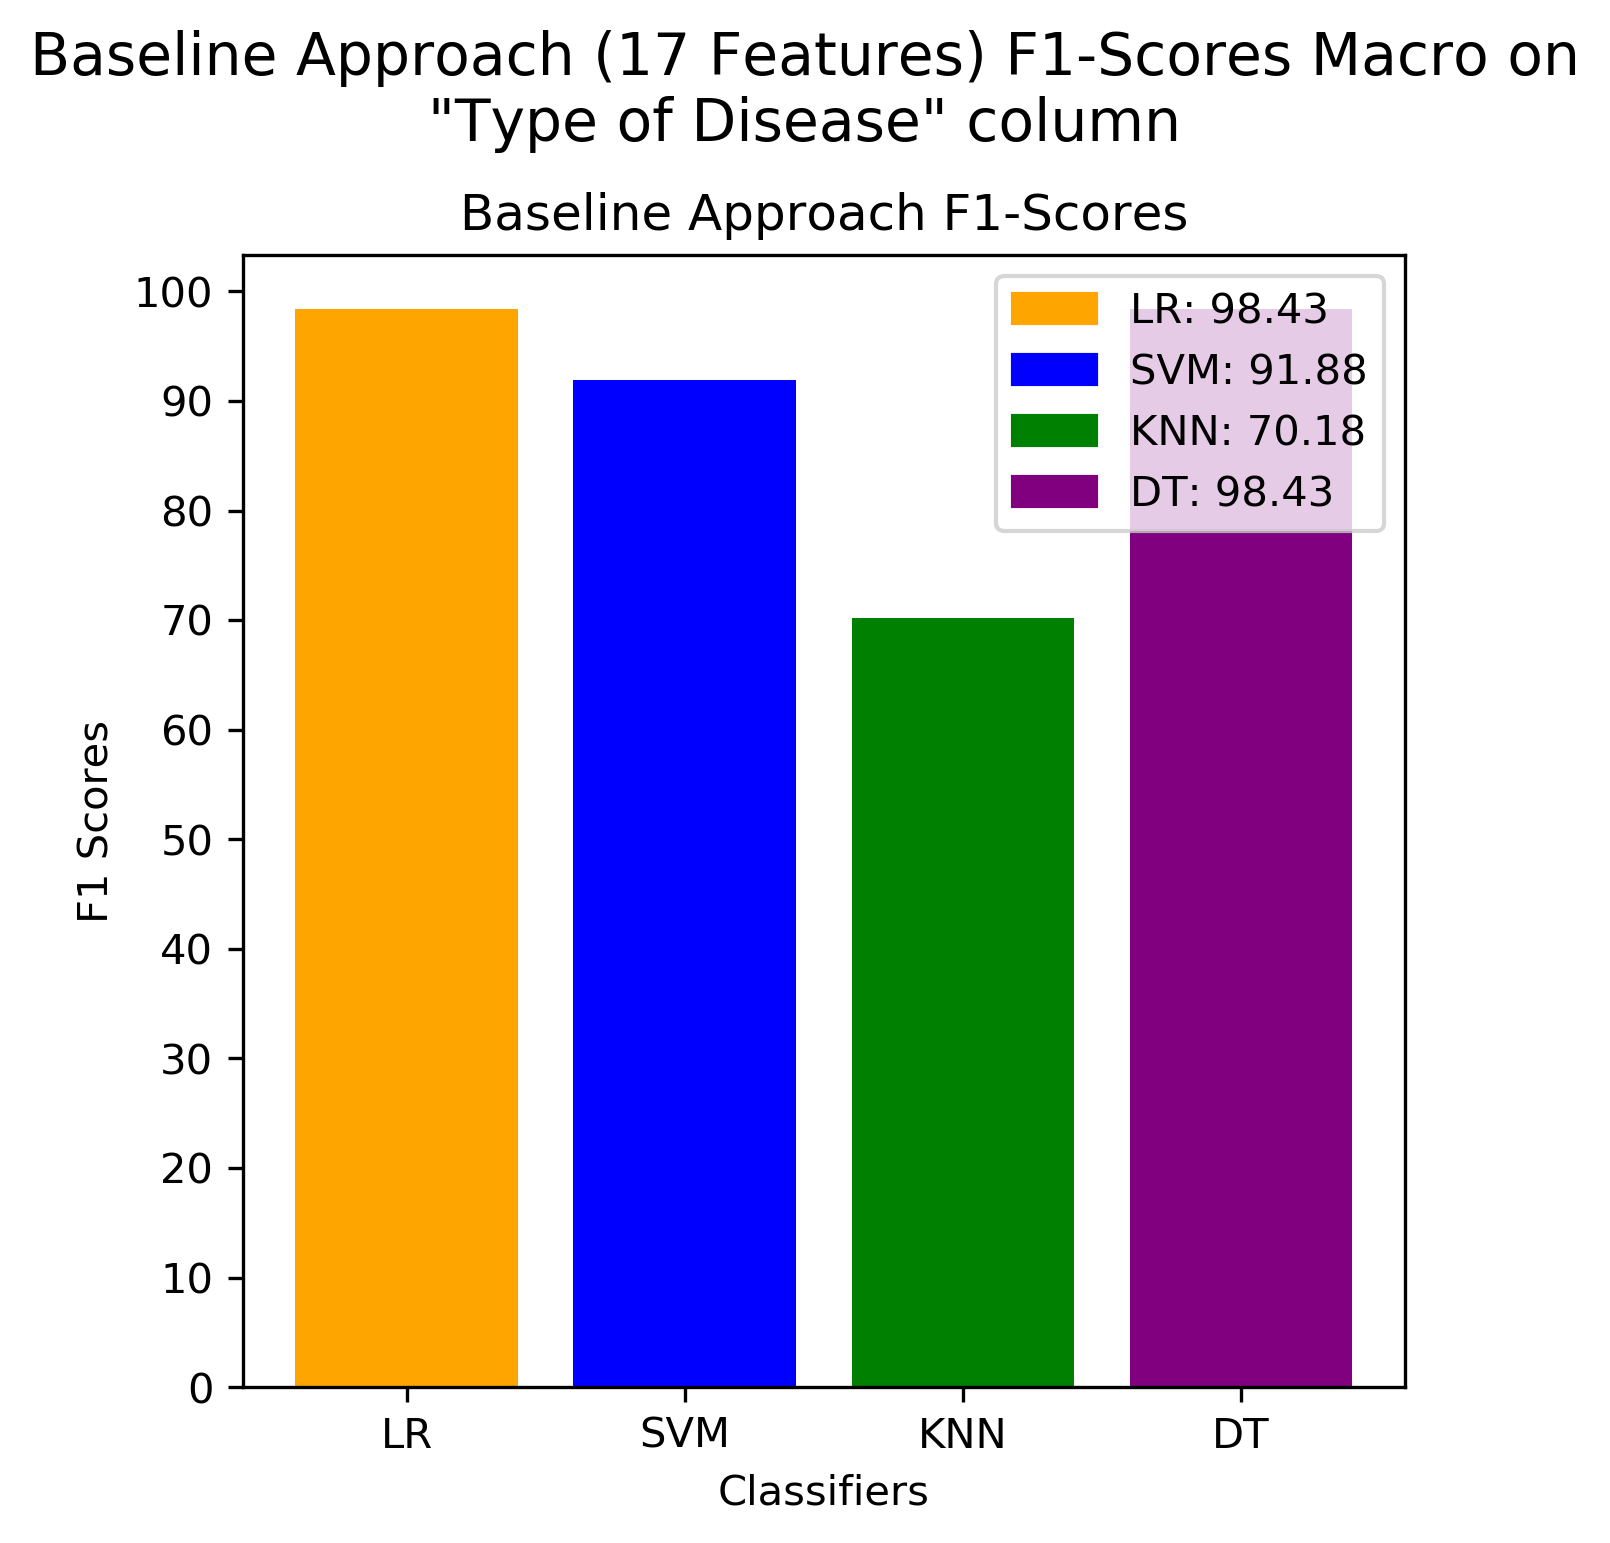 Baseline Approach (17 Features) F1-Scores Macro on
"Type of Disease" column
Baseline Approach F1-Scores
LR: 98.43
SVM: 91.88
KNN: 70.18
DT: 98.43
100
90
80
70
60
50
40
30
20
10
0
F1 Scores
LR
SVM
KNN
DT
Classifiers